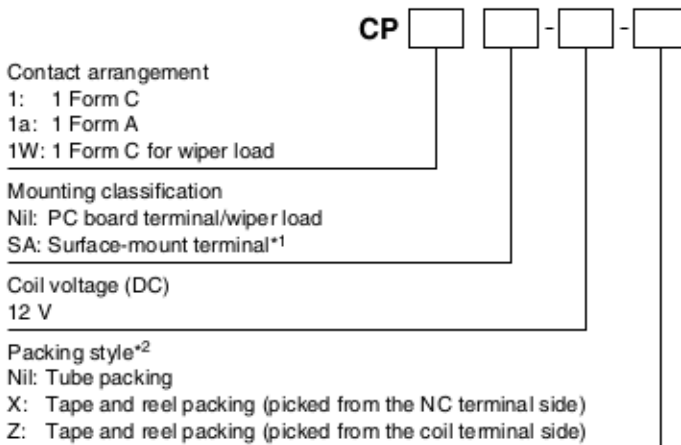 CP - -
Contact arrangement
1: 1 Form C
1a: 1 Form A
1W: 1 Form C for wiper load
Mounting classification
Nil: PC board terminal/wiper load
SA: Surface-mount terminal*1
Coil voltage (DC)
12 V
Packing style*2
Nil: Tube packing
X: Tape and reel packing (picked from the NC terminal side)
Z: Tape and reel packing (picked from the coil terminal side)